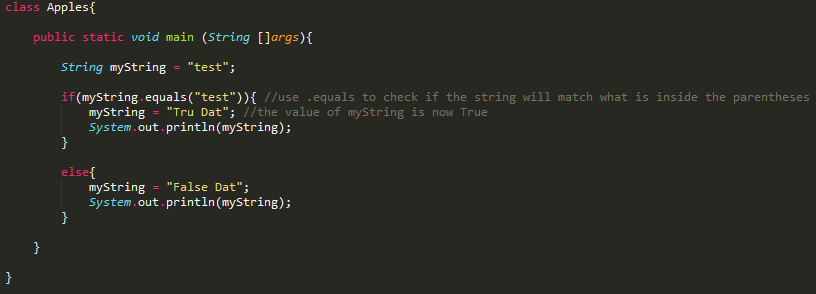 class Apples{
public static void main (String []args){
String myString = "test";
if(myString.equals("test")){ //use .equals to check if the string will match what is inside the parentheses
myString = "Tru Dat"; //the value of myString is now True
System.out.println(myString);
}
else{
myString = "False Dat";
System.out.println(myString);
}
}
}